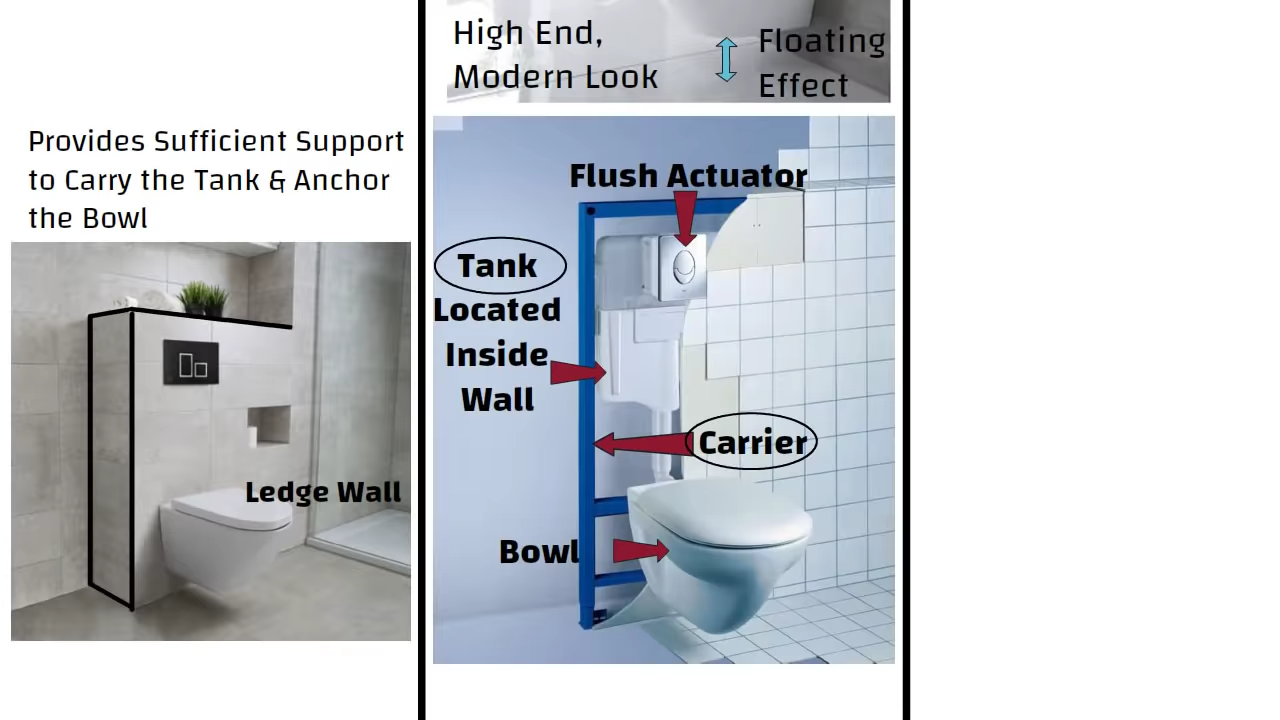 Provides Sufficient Support
to Carry the Tank & Anchor
the Bowl
Ledge Wall
High End,
Modern Look
Floating
Effect
Flush Actuator
Tank
Located
Inside
Wall
Carrier
Bowl